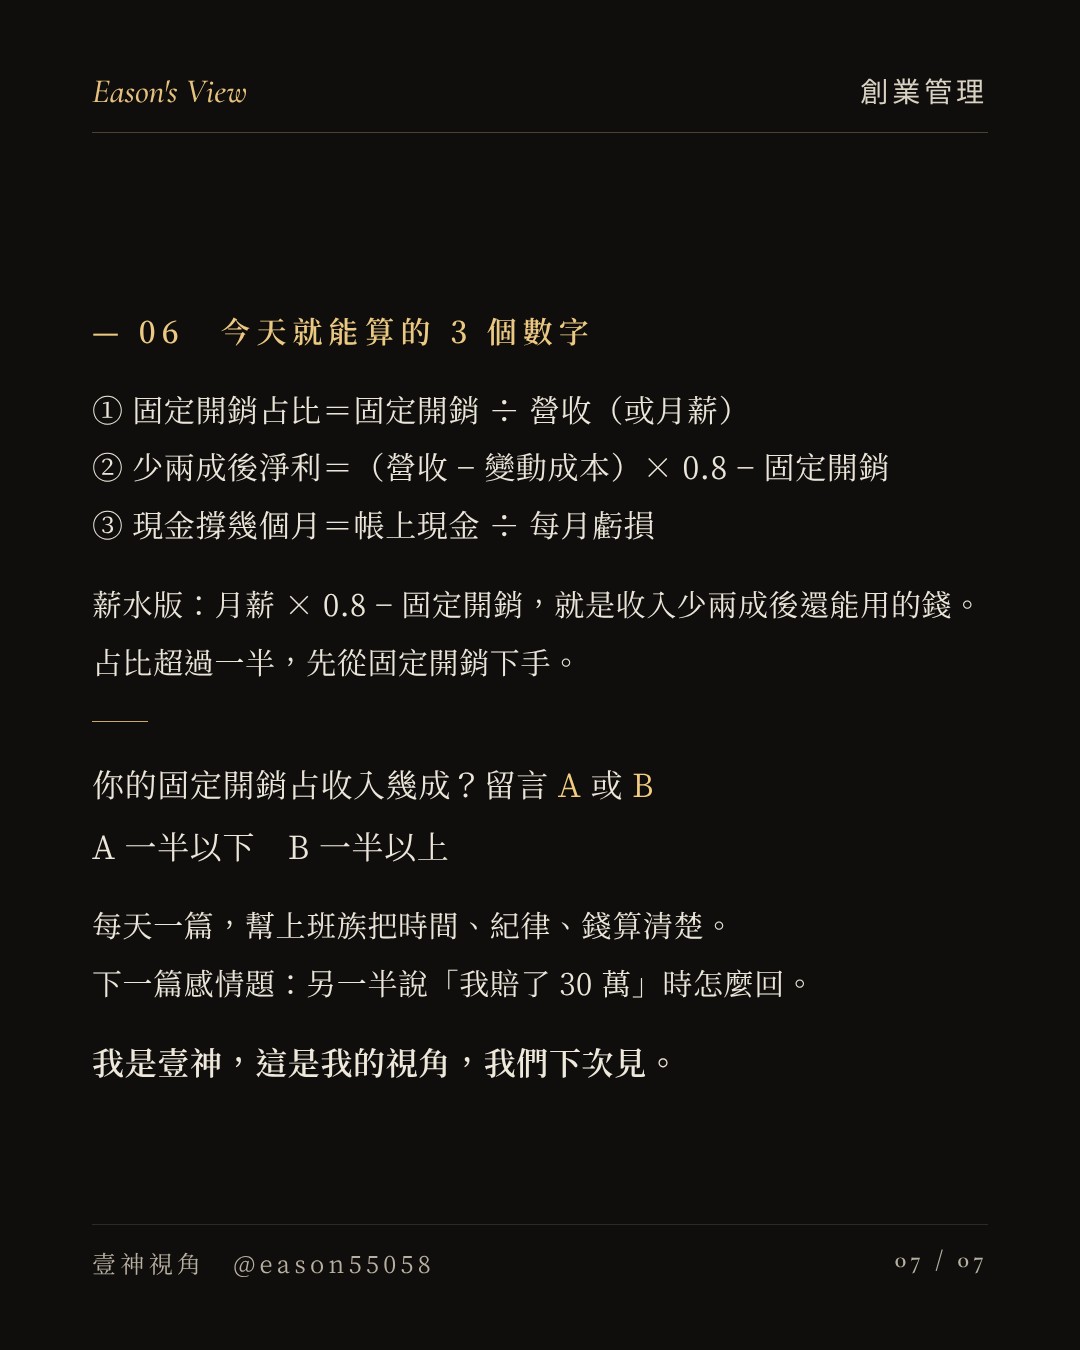 Eason's View
創業管理
— 06　今天就能算的 3 個數字
① 固定開銷占比＝固定開銷 ÷ 營收（或月薪）
② 少兩成後淨利＝（營收 − 變動成本）× 0.8 − 固定開銷
③ 現金撐幾個月＝帳上現金 ÷ 每月虧損
薪水版：月薪 × 0.8 − 固定開銷，就是收入少兩成後還能用的錢。
占比超過一半，先從固定開銷下手。
你的固定開銷占收入幾成？留言 A 或 B
A 一半以下　B 一半以上
每天一篇，幫上班族把時間、紀律、錢算清楚。
下一篇感情題：另一半說「我賠了 30 萬」時怎麼回。
我是壹神，這是我的視角，我們下次見。
壹神視角　@eason55058
07 / 07